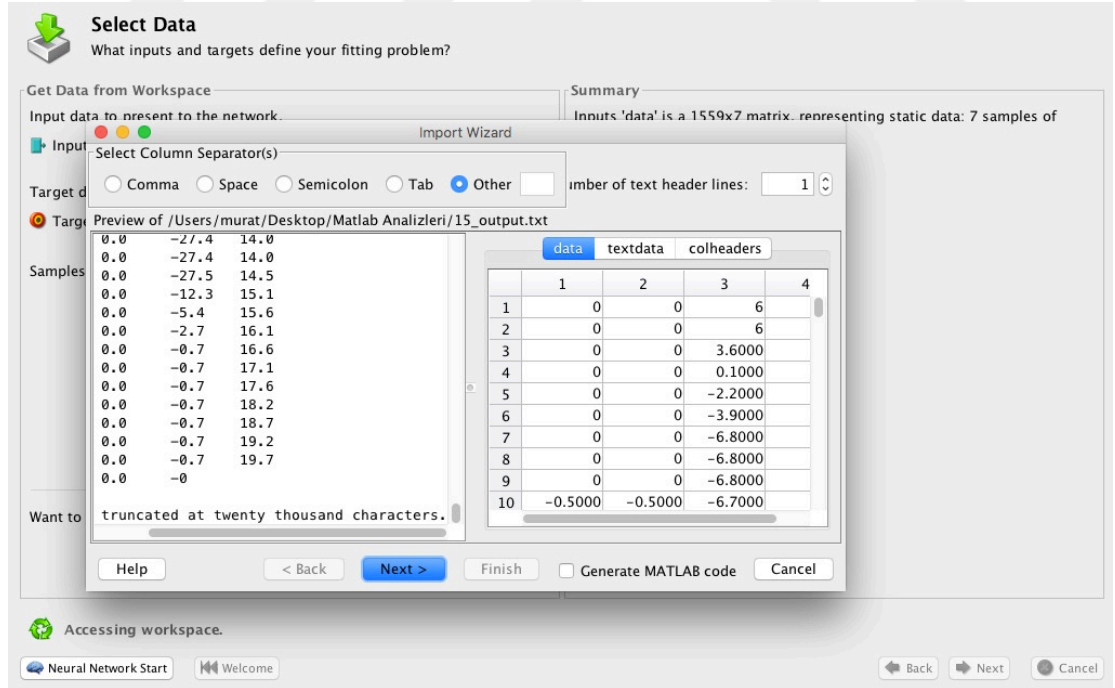 Select Data
What inputs and targets define your fitting problem?
Get Data from Workspace
Input data to present to the network.
Input
Target d
Targe
Samples
Want to
Summary
Inputs 'data' is a 1559x7 matrix, representing static data: 7 samples of
Import Wizard
Select Column Separator(s)
Comma Space Semicolon Tab Other
umber of text header lines: 1
Preview of /Users/murat/Desktop/Matlab Analizleri/15_output.txt
0.0 -27.4 14.0
0.0 -27.4 14.0
0.0 -27.5 14.5
0.0 -12.3 15.1
0.0 -5.4 15.6
0.0 -2.7 16.1
0.0 -0.7 16.6
0.0 -0.7 17.1
0.0 -0.7 17.6
0.0 -0.7 18.2
0.0 -0.7 18.7
0.0 -0.7 19.2
0.0 -0.7 19.7
0.0 -0
truncated at twenty thousand characters.
data textdata colheaders
1 2 3 4
1 0 0 6
2 0 0 6
3 0 0 3.6000
4 0 0 0.1000
5 0 0 -2.2000
6 0 0 -3.9000
7 0 0 -6.8000
8 0 0 -6.8000
9 0 0 -6.8000
10 -0.5000 -0.5000 -6.7000
Help < Back Next > Finish Generate MATLAB code Cancel
Accessing workspace.
Neural Network Start Welcome Back Next Cancel